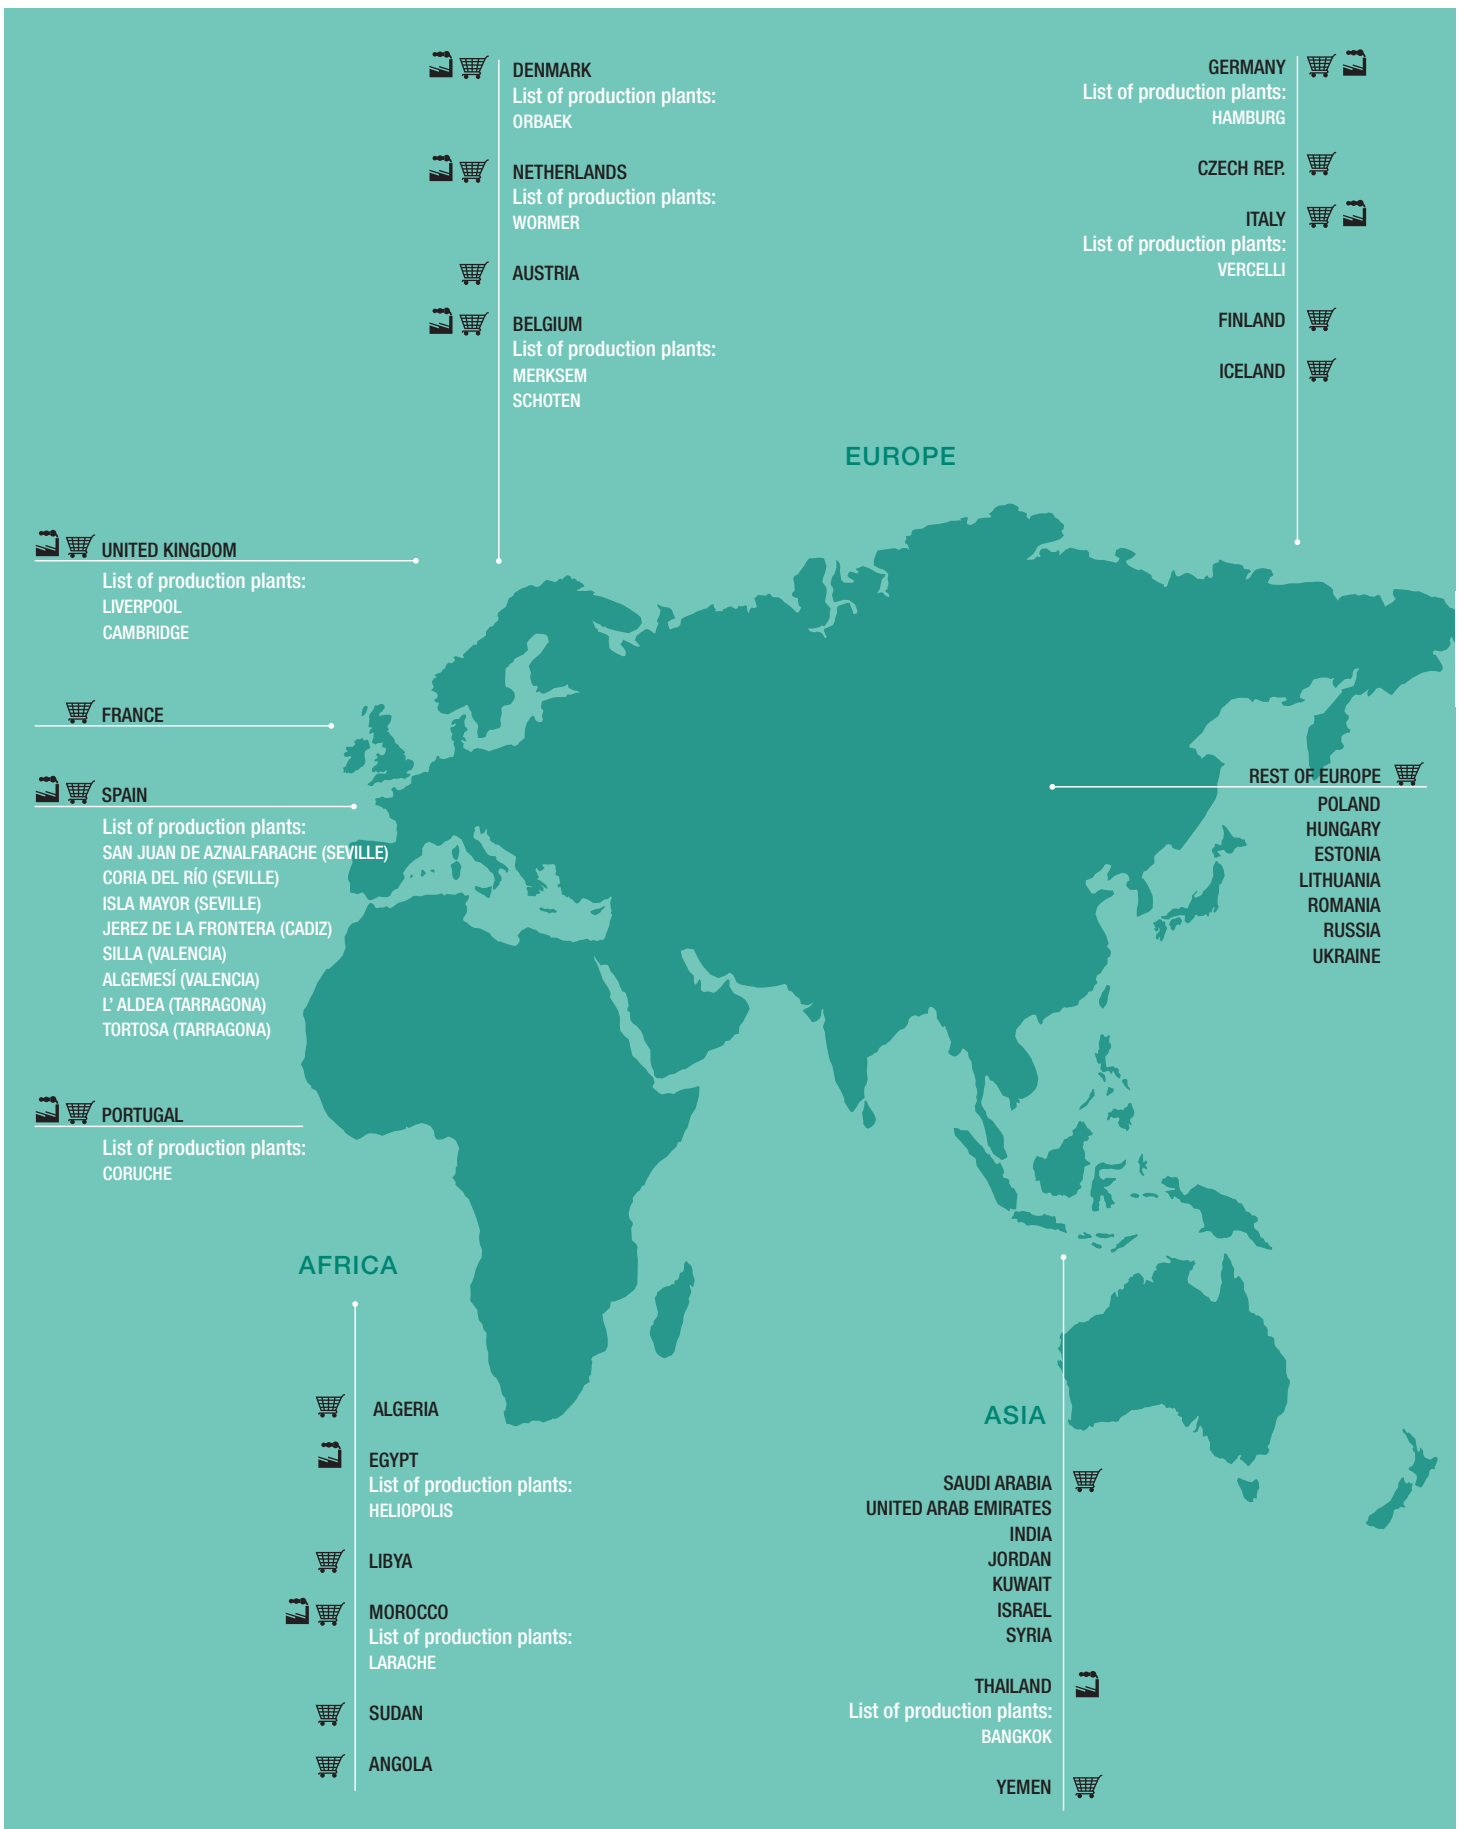 DENMARK
List of production plants:
ORBAEK
NETHERLANDS
List of production plants:
WORMER
AUSTRIA
BELGIUM
List of production plants:
MERKSEM
SCHOTEN
GERMANY
List of production plants:
HAMBURG
CZECH REP.
ITALY
List of production plants:
VERCELLI
FINLAND
ICELAND
EUROPE
UNITED KINGDOM
List of production plants:
LIVERPOOL
CAMBRIDGE
FRANCE
SPAIN
List of production plants:
SAN JUAN DE AZNALFARACHE (SEVILLE)
CORIA DEL RÍO (SEVILLE)
ISLA MAYOR (SEVILLE)
JEREZ DE LA FRONTERA (CADIZ)
SILLA (VALENCIA)
ALGEMESÍ (VALENCIA)
L' ALDEA (TARRAGONA)
TORTOSA (TARRAGONA)
PORTUGAL
List of production plants:
CORUCHE
REST OF EUROPE
POLAND
HUNGARY
ESTONIA
LITHUANIA
ROMANIA
RUSSIA
UKRAINE
AFRICA
ALGERIA
EGYPT
List of production plants:
HELIOPOLIS
LIBYA
MOROCCO
List of production plants:
LARACHE
SUDAN
ANGOLA
ASIA
SAUDI ARABIA
UNITED ARAB EMIRATES
INDIA
JORDAN
KUWAIT
ISRAEL
SYRIA
THAILAND
List of production plants:
BANGKOK
YEMEN